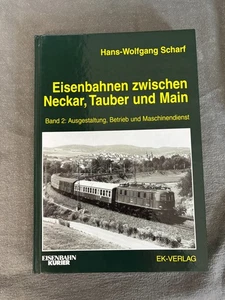 Hans-Wolfgang Scharf
Eisenbahnen zwischen
Neckar, Tauber und Main
Band 2: Ausgestaltung, Betrieb und Maschinendienst
EISENBAHN
KURIER
EK-VERLAG